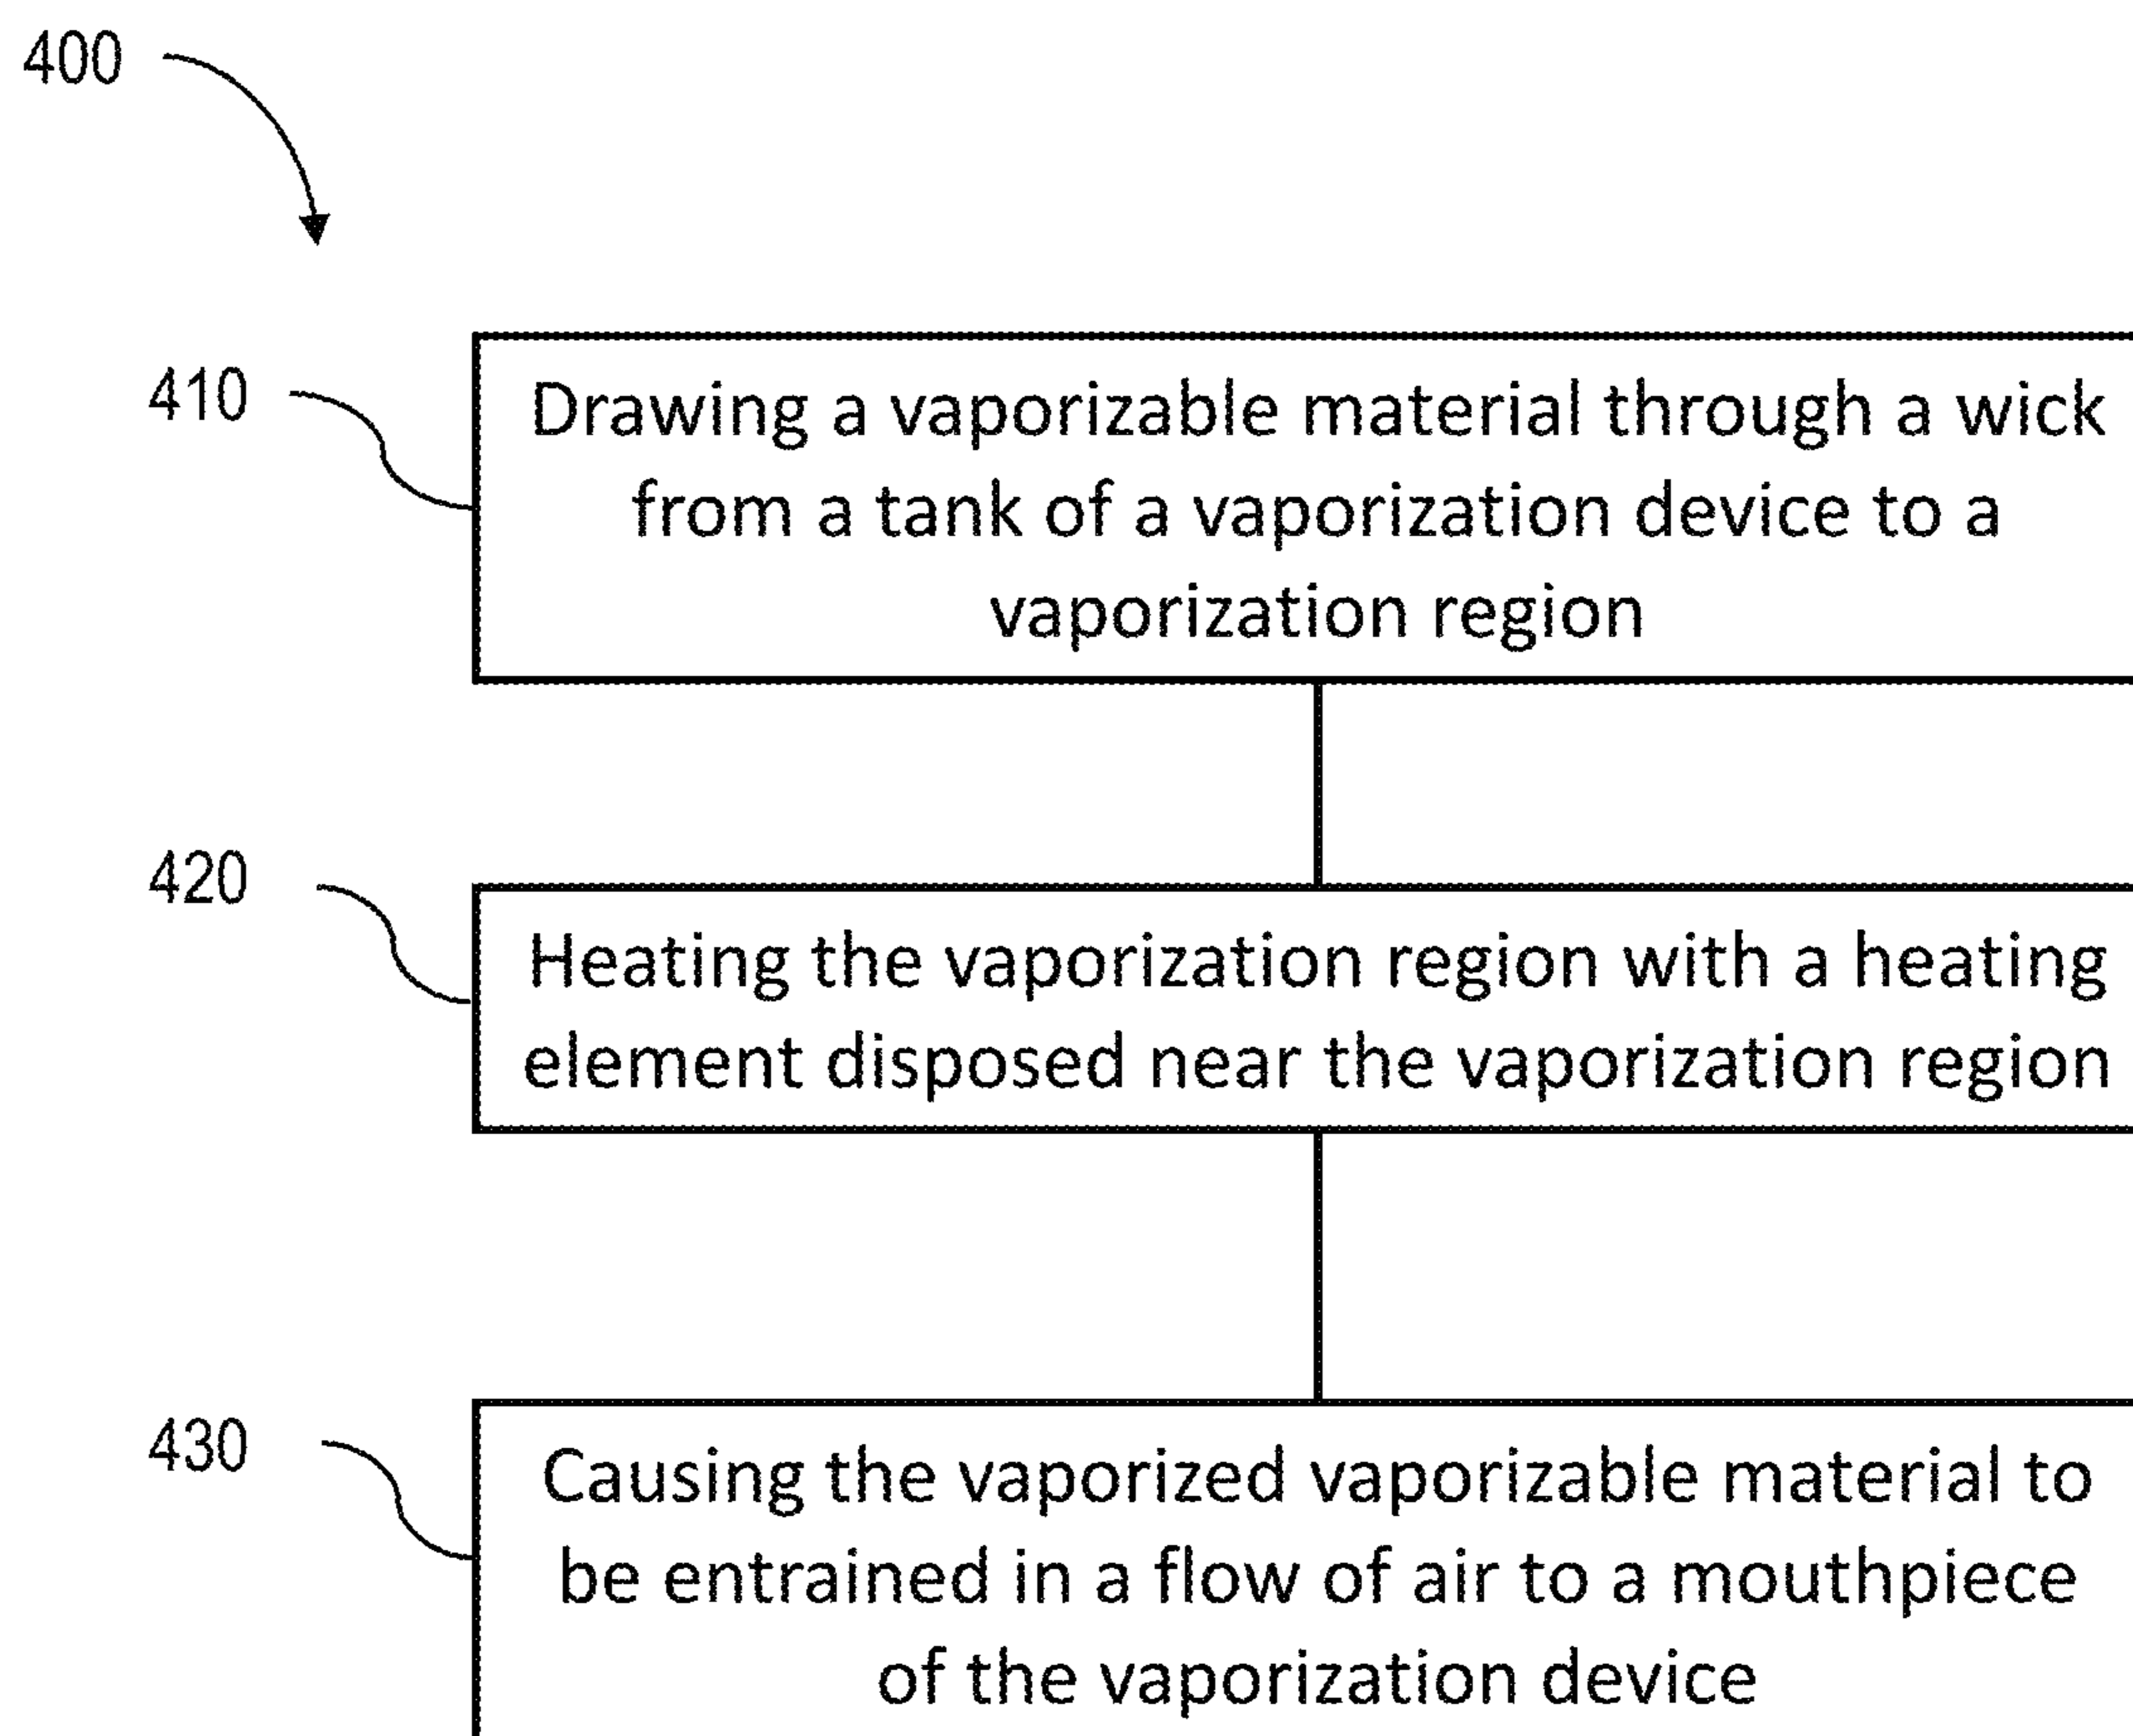 400
410
Drawing a vaporizable material through a wick
from a tank of a vaporization device to a
vaporization region
420
Heating the vaporization region with a heating
element disposed near the vaporization region
430
Causing the vaporized vaporizable material to
be entrained in a flow of air to a mouthpiece
of the vaporization device